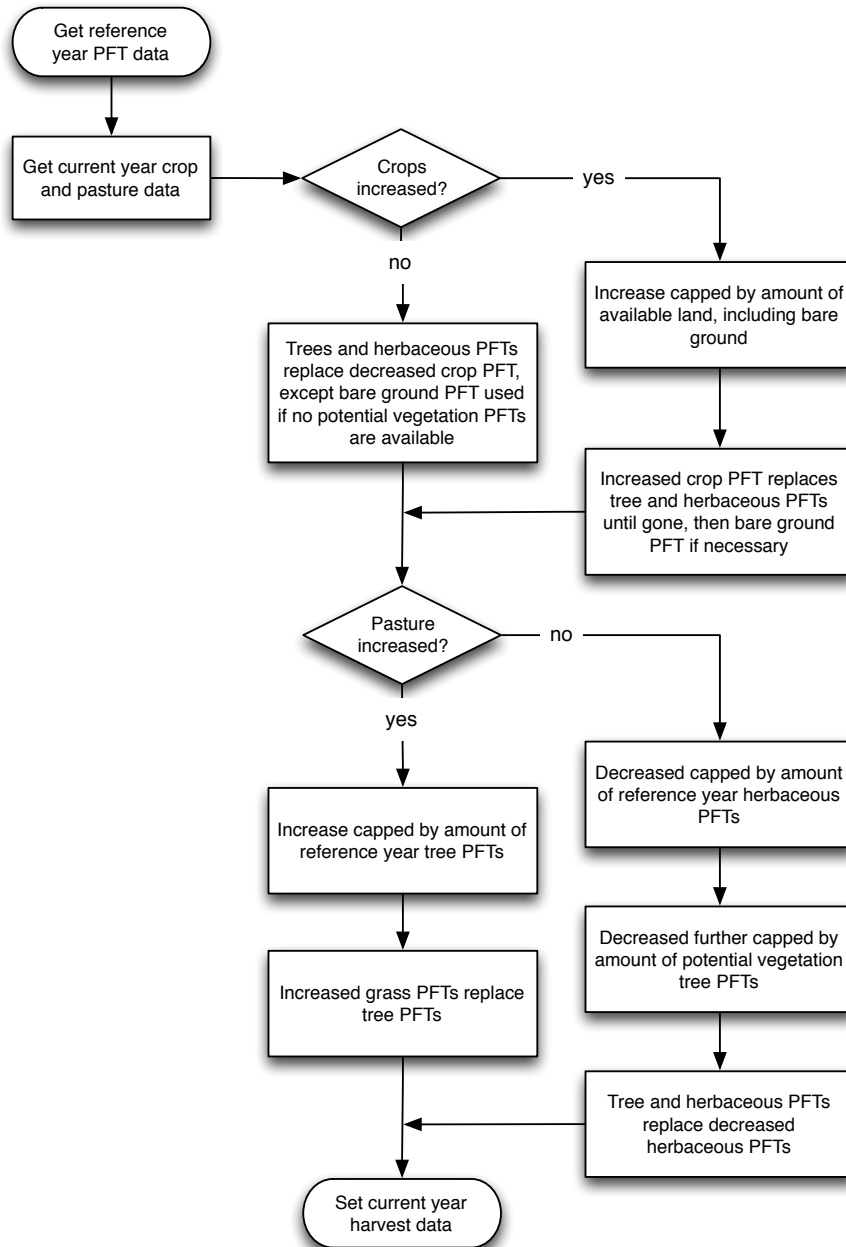 Get reference
year PFT data
Get current year crop
and pasture data
Crops
increased?
yes
no
Increase capped by amount of
available land, including bare
ground
Trees and herbaceous PFTs
replace decreased crop PFT,
except bare ground PFT used
if no potential vegetation PFTs
are available
Increased crop PFT replaces
tree and herbaceous PFTs
until gone, then bare ground
PFT if necessary
Pasture
increased?
no
yes
Decreased capped by amount
of reference year herbaceous
PFTs
Increase capped by amount of
reference year tree PFTs
Decreased further capped by
amount of potential vegetation
tree PFTs
Increased grass PFTs replace
tree PFTs
Tree and herbaceous PFTs
replace decreased
herbaceous PFTs
Set current year
harvest data